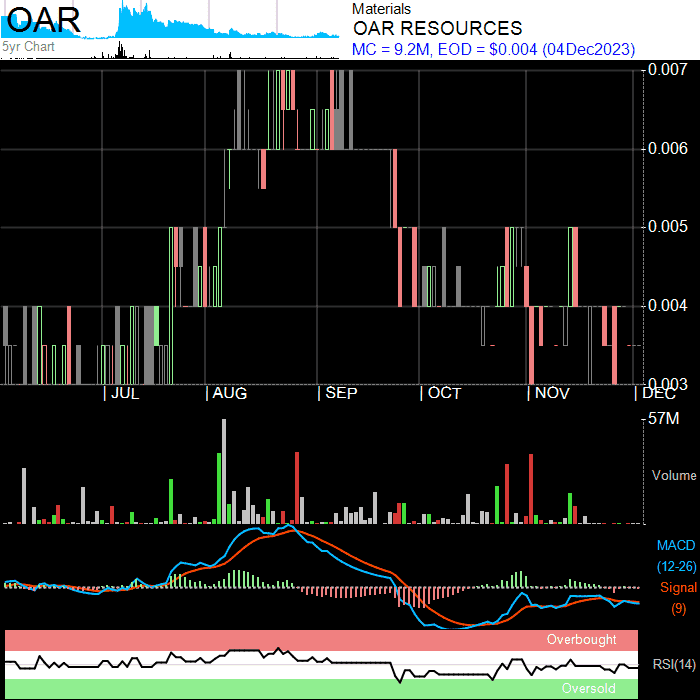 OAR
5yr Chart
Materials
OAR RESOURCES
MC = 9.2M, EOD = $0.004 (04Dec2023)
0.007
0.006
0.005
0.004
0.003
JUL
AUG
SEP
OCT
NOV
DEC
57M
Volume
MACD
(12-26)
Signal
(9)
Overbought
RSI(14)
Oversold